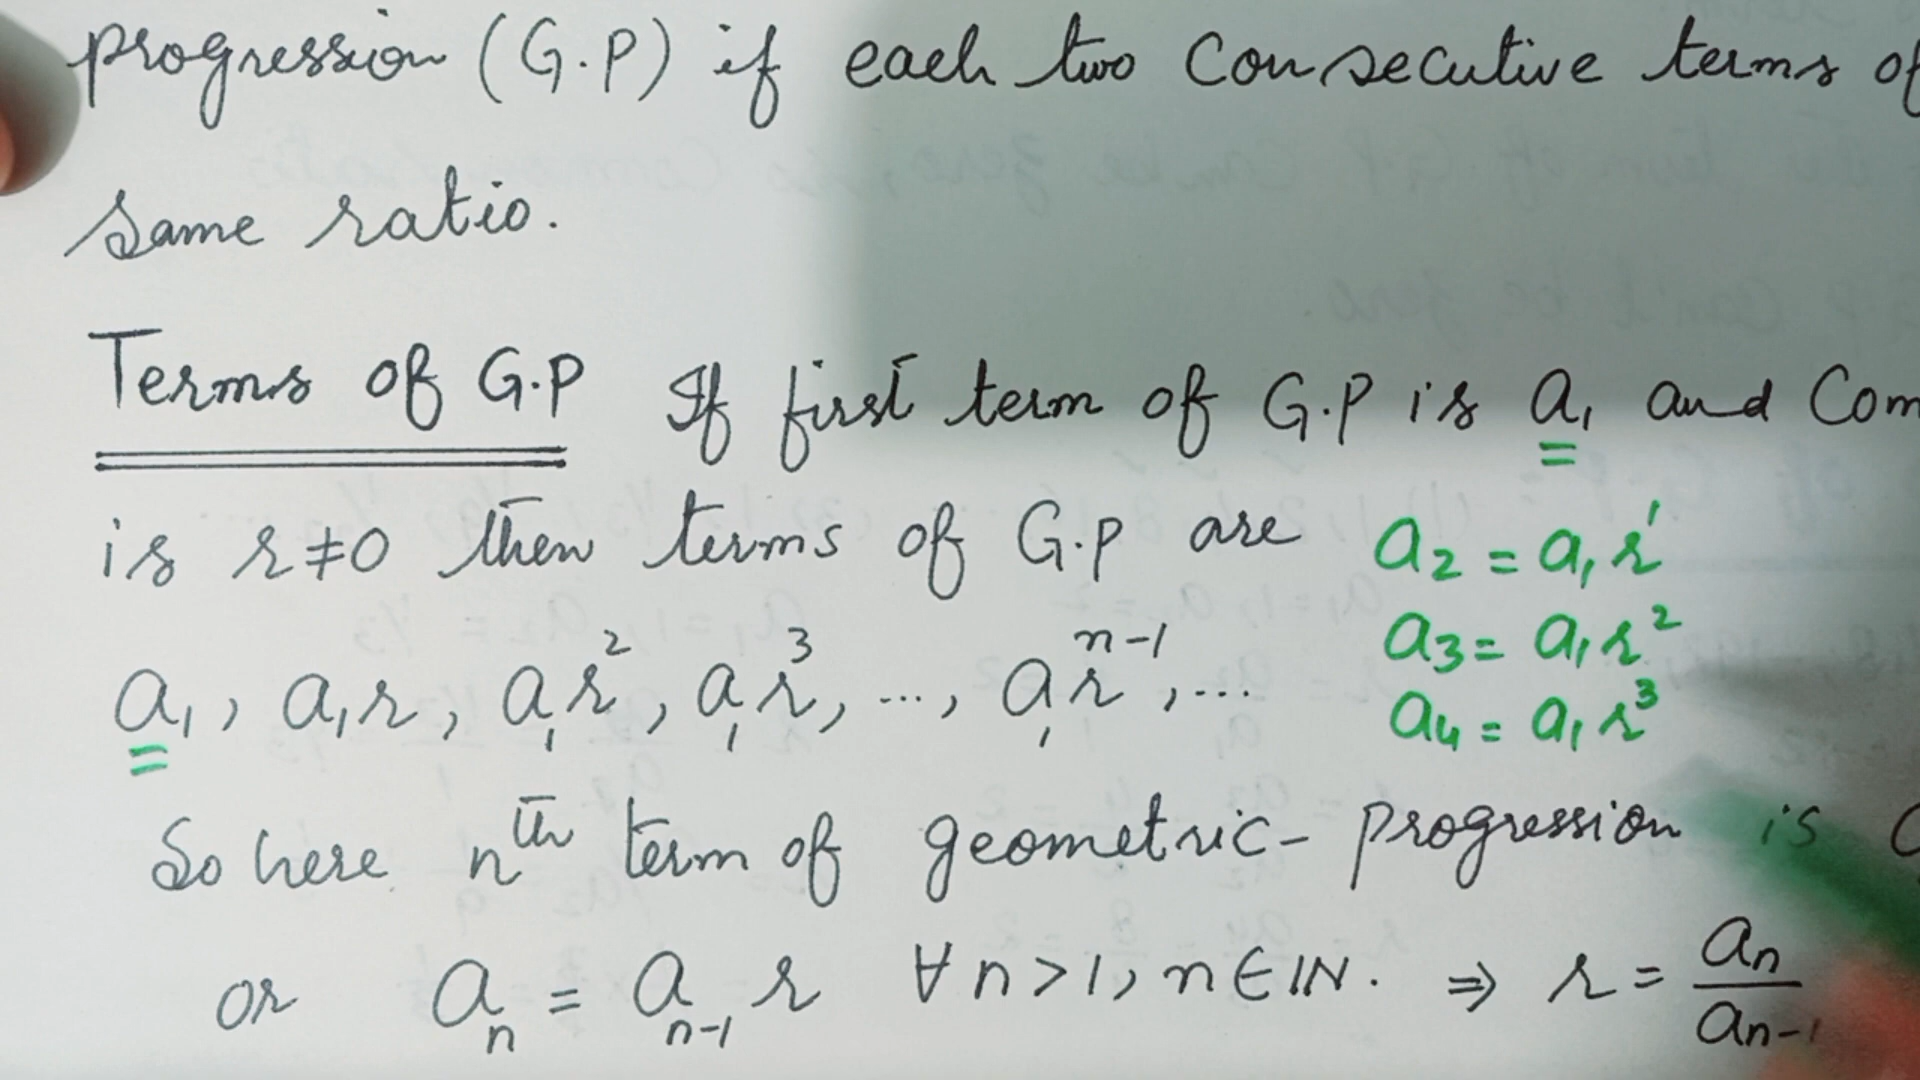 progression (G.P) if each two Consecutive terms of
same ratio.
Terms of G.P If first term of G.P is a₁ and Com
is r≠0 then terms of G.P are
a₂ = a₁r¹
a₃ = a₁r²
a₄ = a₁r³
a₁, a₁r, a₁r², a₁r³, ..., a₁rⁿ⁻¹, ...
So here nth term of geometric- Progression is
or aₙ = aₙ₋₁ r ∀ n>1, n∈IN. ⇒ r = aₙ/aₙ₋₁